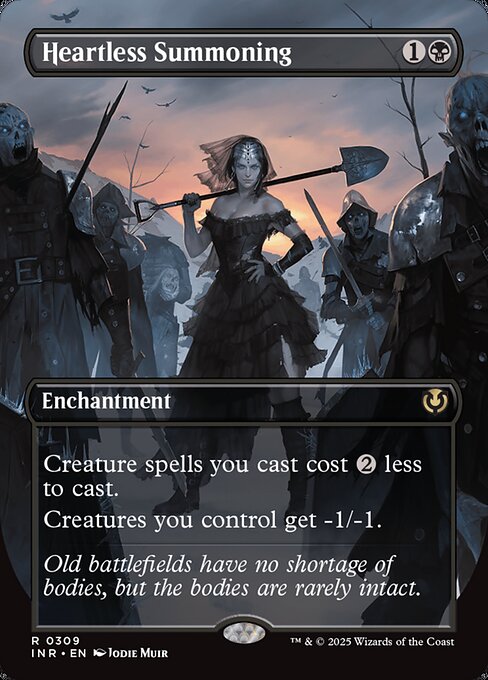 Heartless Summoning 1
Enchantment
Creature spells you cast cost 2 less
to cast.
Creatures you control get -1/-1.
Old battlefields have no shortage of
bodies, but the bodies are rarely intact.
R 0309
INR • EN Jodie Muir
™ & © 2025 Wizards of the Coast